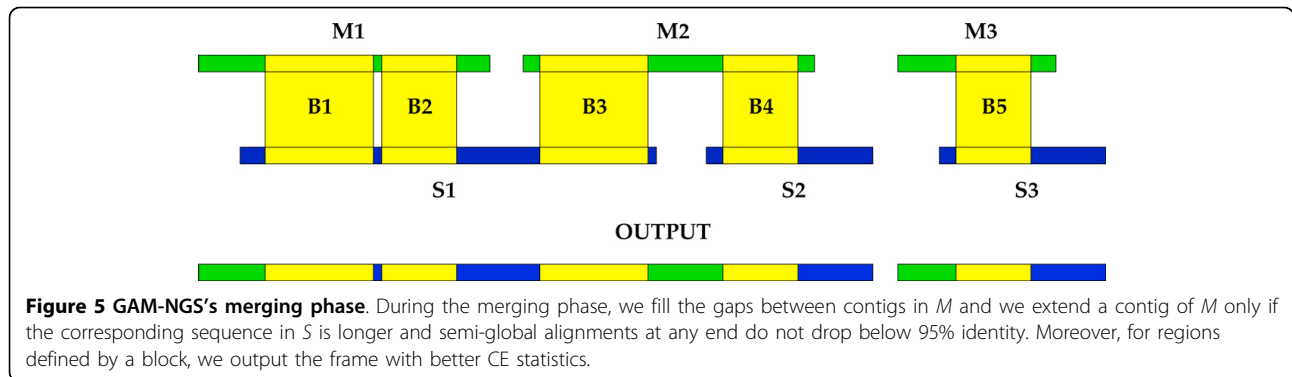 M1 M2 M3
B1 B2 B3 B4 B5
S1 S2 S3
OUTPUT
Figure 5 GAM-NGS's merging phase. During the merging phase, we fill the gaps between contigs in M and we extend a contig of M only if
the corresponding sequence in S is longer and semi-global alignments at any end do not drop below 95% identity. Moreover, for regions
defined by a block, we output the frame with better CE statistics.